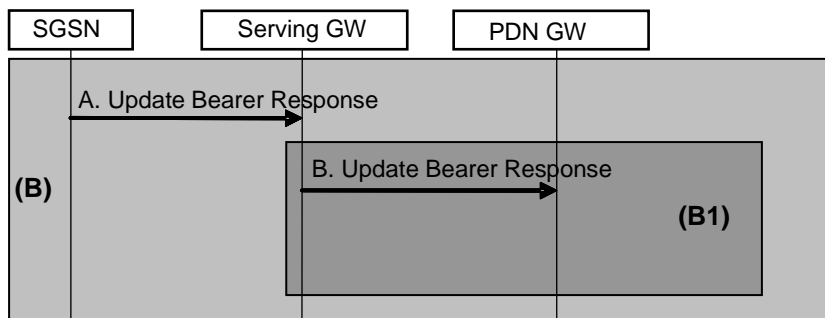 SGSN
Serving GW
PDN GW
A. Update Bearer Response
B. Update Bearer Response
(B)
(B1)